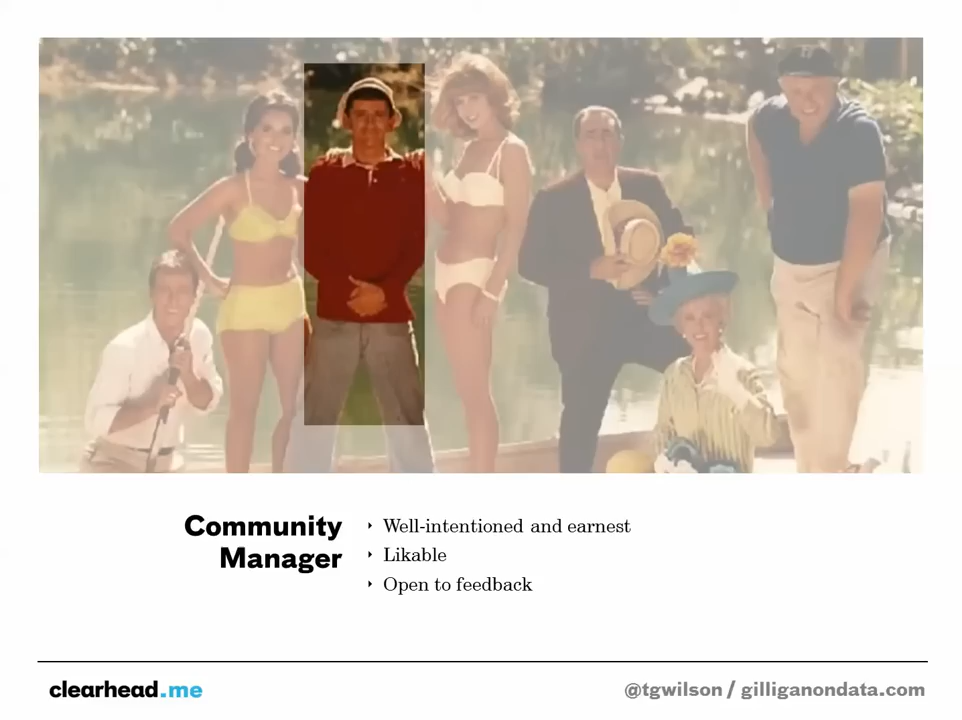 Community
Manager
‣ Well-intentioned and earnest
‣ Likable
‣ Open to feedback
clearhead.me
@tgwilson / gilliganondata.com